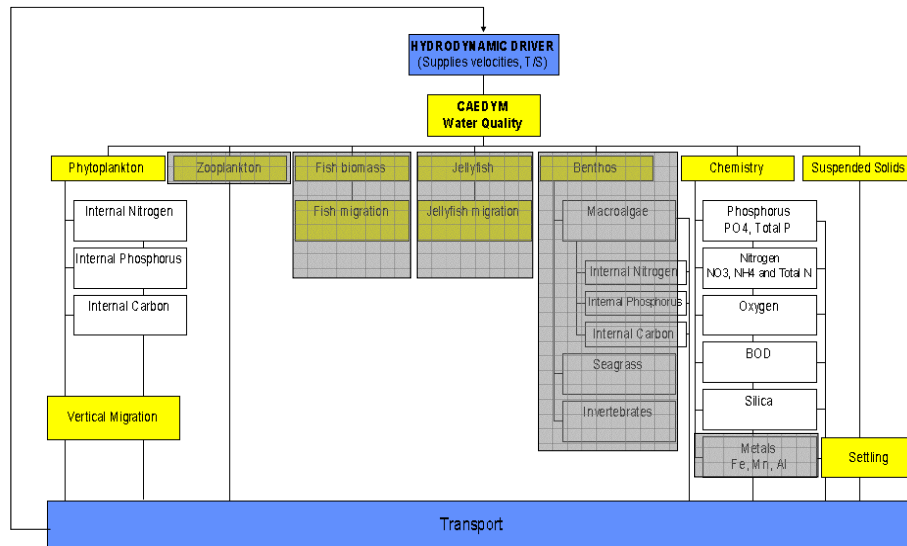 HYDRODYNAMIC DRIVER
(Supplies velocities, T/S)
CAEDYM
Water Quality
Phytoplankton
Zooplankton
Fish biomass
Jellyfish
Benthos
Chemistry
Suspended Solids
Internal Nitrogen
Internal Phosphorus
Internal Carbon
Vertical Migration
Fish migration
Jellyfish migration
Macroalgae
Internal Nitrogen
Internal Phosphorus
Internal Carbon
Seagrass
Invertebrates
Phosphorus
PO4, Total P
Nitrogen
NO3, NH4 and Total N
Oxygen
BOD
Silica
Metals
Fe, Mn, Al
Settling
Transport